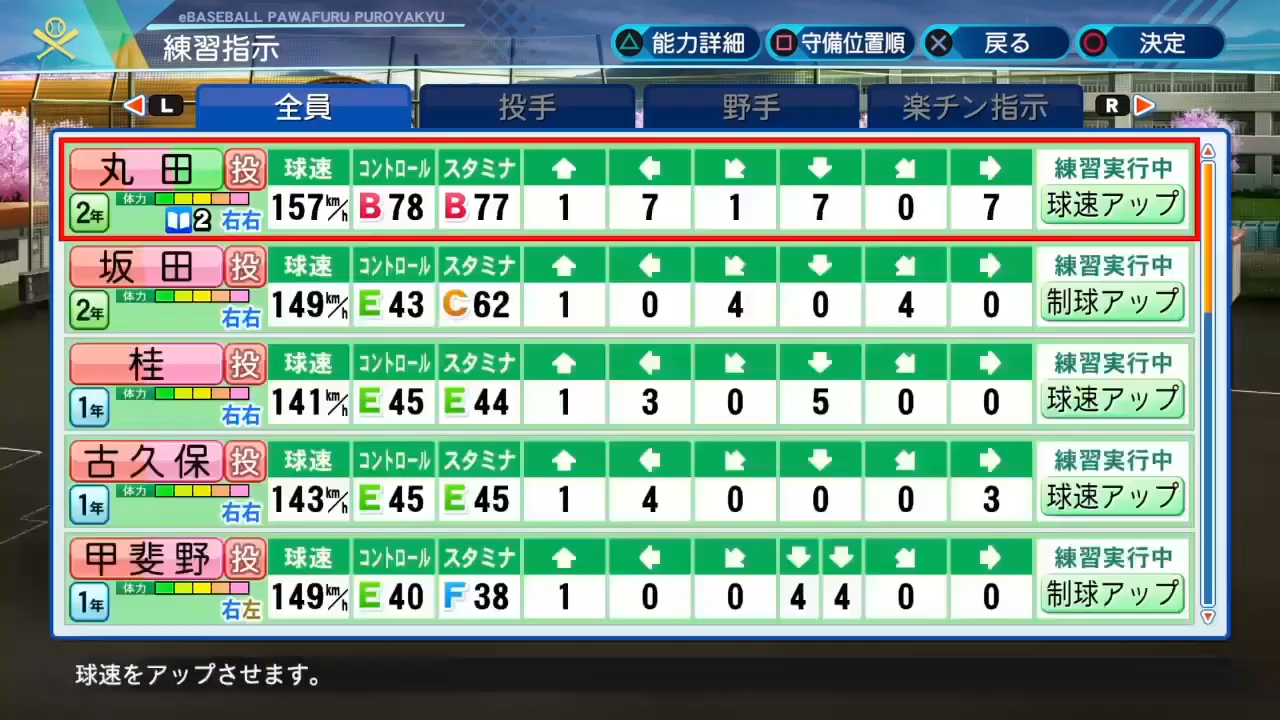 eBASEBALL PAWAFURU PUROYAKYU
練習指示
能力詳細 守備位置順 戻る 決定
L 全員 投手 野手 楽チン指示 R
丸田 投 球速 コントロール スタミナ 練習実行中
2年 体力 2 右右 157km/h B 78 B 77 1 7 1 7 0 7 球速アップ
坂田 投 球速 コントロール スタミナ 練習実行中
2年 体力 右右 149km/h E 43 C 62 1 0 4 0 4 0 制球アップ
桂 投 球速 コントロール スタミナ 練習実行中
1年 体力 右右 141km/h E 45 E 44 1 3 0 5 0 0 球速アップ
古久保 投 球速 コントロール スタミナ 練習実行中
1年 体力 右右 143km/h E 45 E 45 1 4 0 0 0 3 球速アップ
甲斐野 投 球速 コントロール スタミナ 練習実行中
1年 体力 右左 149km/h E 40 F 38 1 0 0 4 4 0 0 制球アップ
球速をアップさせます。